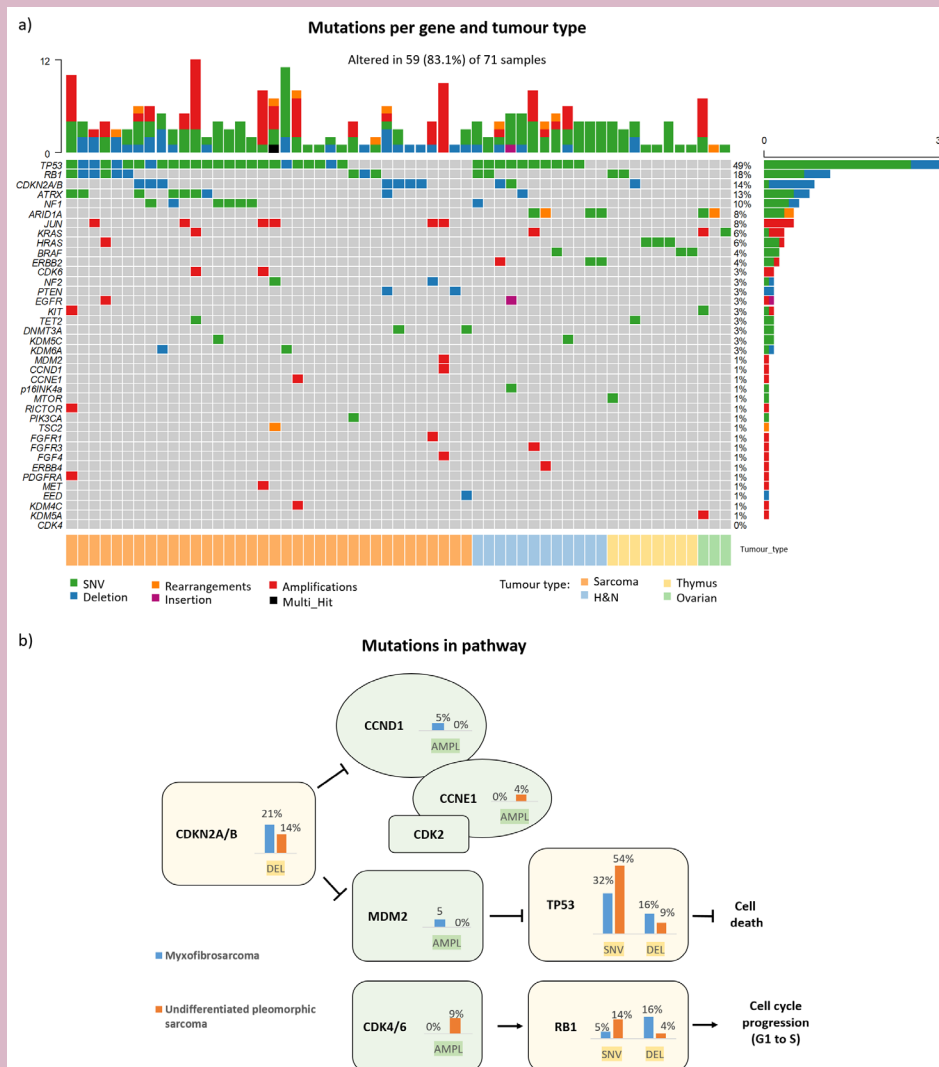 a)
Mutations per gene and tumour type
Altered in 59 (83.1%) of 71 samples
12
0
0
3
TP53 49%
RB1 18%
CDKN2A/B 14%
ATRX 13%
NF1 10%
ARID1A 8%
JUN 8%
KRAS 6%
HRAS 6%
BRAF 4%
ERBB2 4%
CDK6 3%
NF2 3%
PTEN 3%
EGFR 3%
KIT 3%
TET2 3%
DNMT3A 3%
KDM5C 3%
KDM6A 3%
MDM2 1%
CCND1 1%
CCNE1 1%
p16INK4a 1%
MTOR 1%
RICTOR 1%
PIK3CA 1%
TSC2 1%
FGFR1 1%
FGFR3 1%
FGF4 1%
ERBB4 1%
PDGFRA 1%
MET 1%
EED 1%
KDM4C 1%
KDM5A 1%
CDK4 0%
Tumour_type
SNV Rearrangements Amplifications Tumour type: Sarcoma Thymus
Deletion Insertion Multi_Hit H&N Ovarian
b)
Mutations in pathway
CCND1 5% 0%
AMPL
CCNE1 0% 4%
AMPL
CDK2
CDKN2A/B 21% 14%
DEL
MDM2 5 0%
AMPL
TP53 32% 54% 16% 9%
SNV DEL
Cell
death
Myxofibrosarcoma
Undifferentiated pleomorphic
sarcoma
CDK4/6 0% 9%
AMPL
RB1 5% 14% 16% 4%
SNV DEL
Cell cycle
progression
(G1 to S)